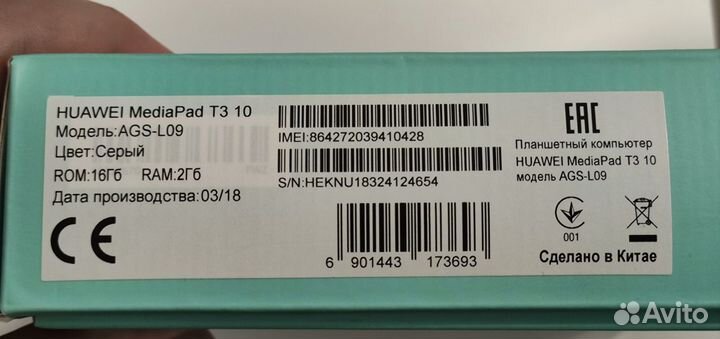 HUAWEI MediaPad T3 10
Модель:AGS-L09
Цвет:Серый
ROM:16Гб RAM:2Гб
Дата производства:03/18
CE
IMEI:864272039410428
S/N:HEKNU18324124654
6 901443 173693
EAC
Планшетный компьютер
HUAWEI MediaPad T3 10
модель AGS-L09
001
Сделано в Китае
Avito